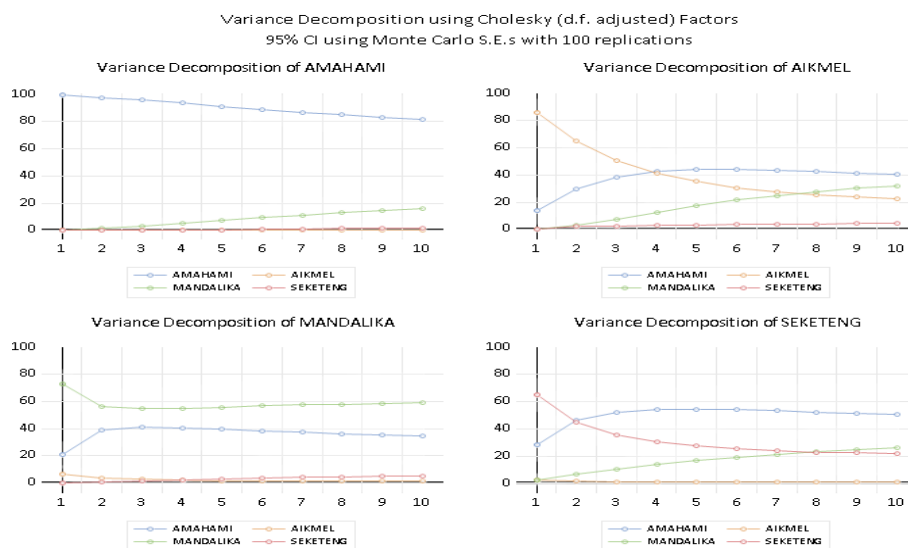 Variance Decomposition using Cholesky (d.f. adjusted) Factors
95% CI using Monte Carlo S.E.s with 100 replications
Variance Decomposition of AMAHAMI
100
80
60
40
20
0
1 2 3 4 5 6 7 8 9 10
AMAHAMI AIKMEL
MANDALIKA SEKETENG
Variance Decomposition of AIKMEL
100
80
60
40
20
0
1 2 3 4 5 6 7 8 9 10
AMAHAMI AIKMEL
MANDALIKA SEKETENG
Variance Decomposition of MANDALIKA
100
80
60
40
20
0
1 2 3 4 5 6 7 8 9 10
AMAHAMI AIKMEL
MANDALIKA SEKETENG
Variance Decomposition of SEKETENG
100
80
60
40
20
0
1 2 3 4 5 6 7 8 9 10
AMAHAMI AIKMEL
MANDALIKA SEKETENG